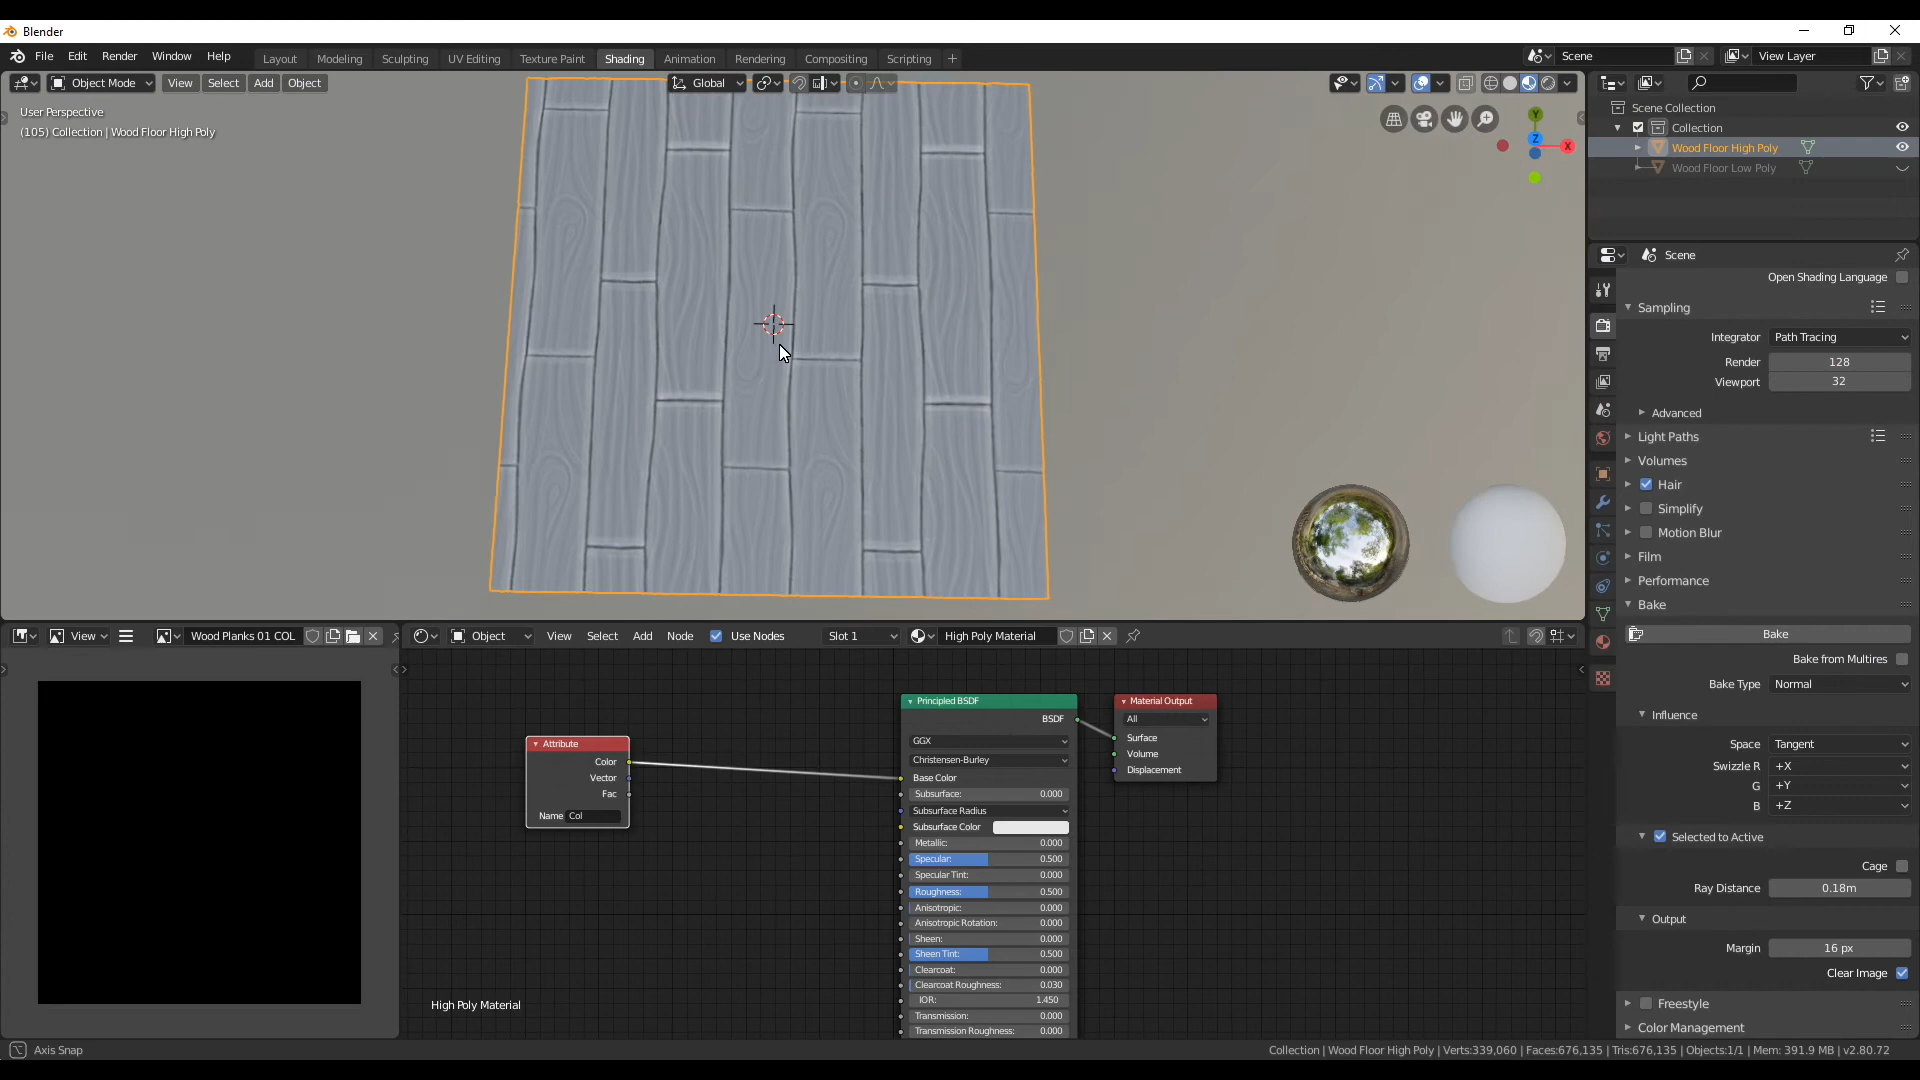 Blender
File Edit Render Window Help Layout Modeling Sculpting UV Editing Texture Paint Shading Animation Rendering Compositing Scripting + Scene View Layer
Object Mode View Select Add Object Global
User Perspective
(105) Collection | Wood Floor High Poly
Y
Z
X
Scene Collection
Collection
Wood Floor High Poly
Wood Floor Low Poly
Scene
Open Shading Language
Sampling
Integrator Path Tracing
Render 128
Viewport 32
Advanced
Light Paths
Volumes
Hair
Simplify
Motion Blur
Film
Performance
Bake
Bake
Bake from Multires
Bake Type Normal
Influence
Space Tangent
Swizzle R +X
G +Y
B +Z
Selected to Active
Cage
Ray Distance 0.18m
Output
Margin 16 px
Clear Image
Freestyle
Color Management
View Wood Planks 01 COL
Object View Select Add Node Use Nodes Slot 1 High Poly Material
Attribute
Color
Vector
Fac
Name Col
Principled BSDF
BSDF
GGX
Christensen-Burley
Base Color
Subsurface: 0.000
Subsurface Radius
Subsurface Color
Metallic: 0.000
Specular: 0.500
Specular Tint: 0.000
Roughness: 0.500
Anisotropic: 0.000
Anisotropic Rotation: 0.000
Sheen: 0.000
Sheen Tint: 0.500
Clearcoat: 0.000
Clearcoat Roughness: 0.030
IOR: 1.450
Transmission: 0.000
Transmission Roughness: 0.000
Material Output
All
Surface
Volume
Displacement
High Poly Material
Axis Snap
Collection | Wood Floor High Poly | Verts:339,060 | Faces:676,135 | Tris:676,135 | Objects:1/1 | Mem: 391.9 MB | v2.80.72